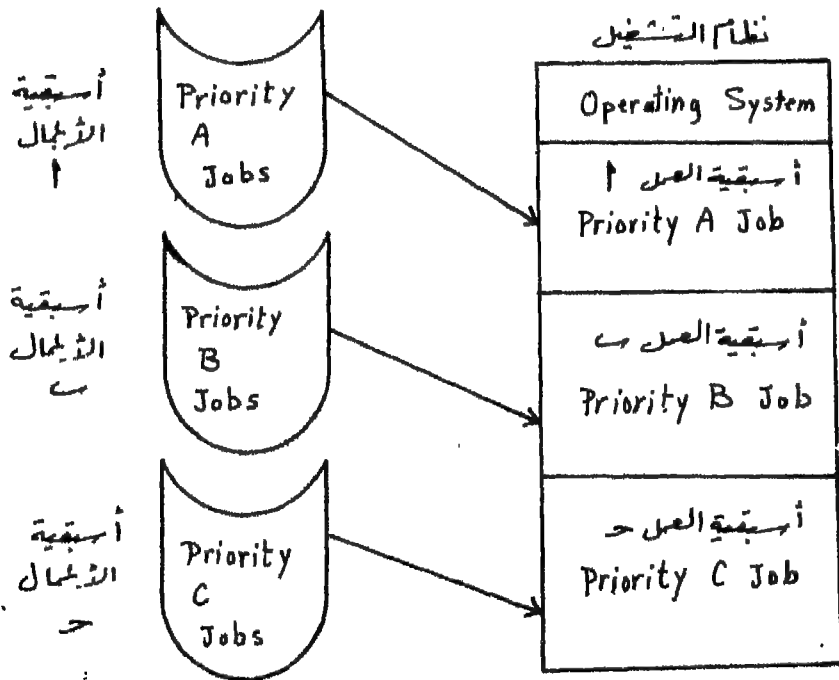 نظام التشغيل
Operating System
أسبقية
الأعمال
أ
Priority
A
Jobs
أسبقية العمل أ
Priority A Job
أسبقية
الأعمال
ب
Priority
B
Jobs
أسبقية العمل ب
Priority B Job
أسبقية
الأعمال
ج
Priority
C
Jobs
أسبقية العمل ج
Priority C Job